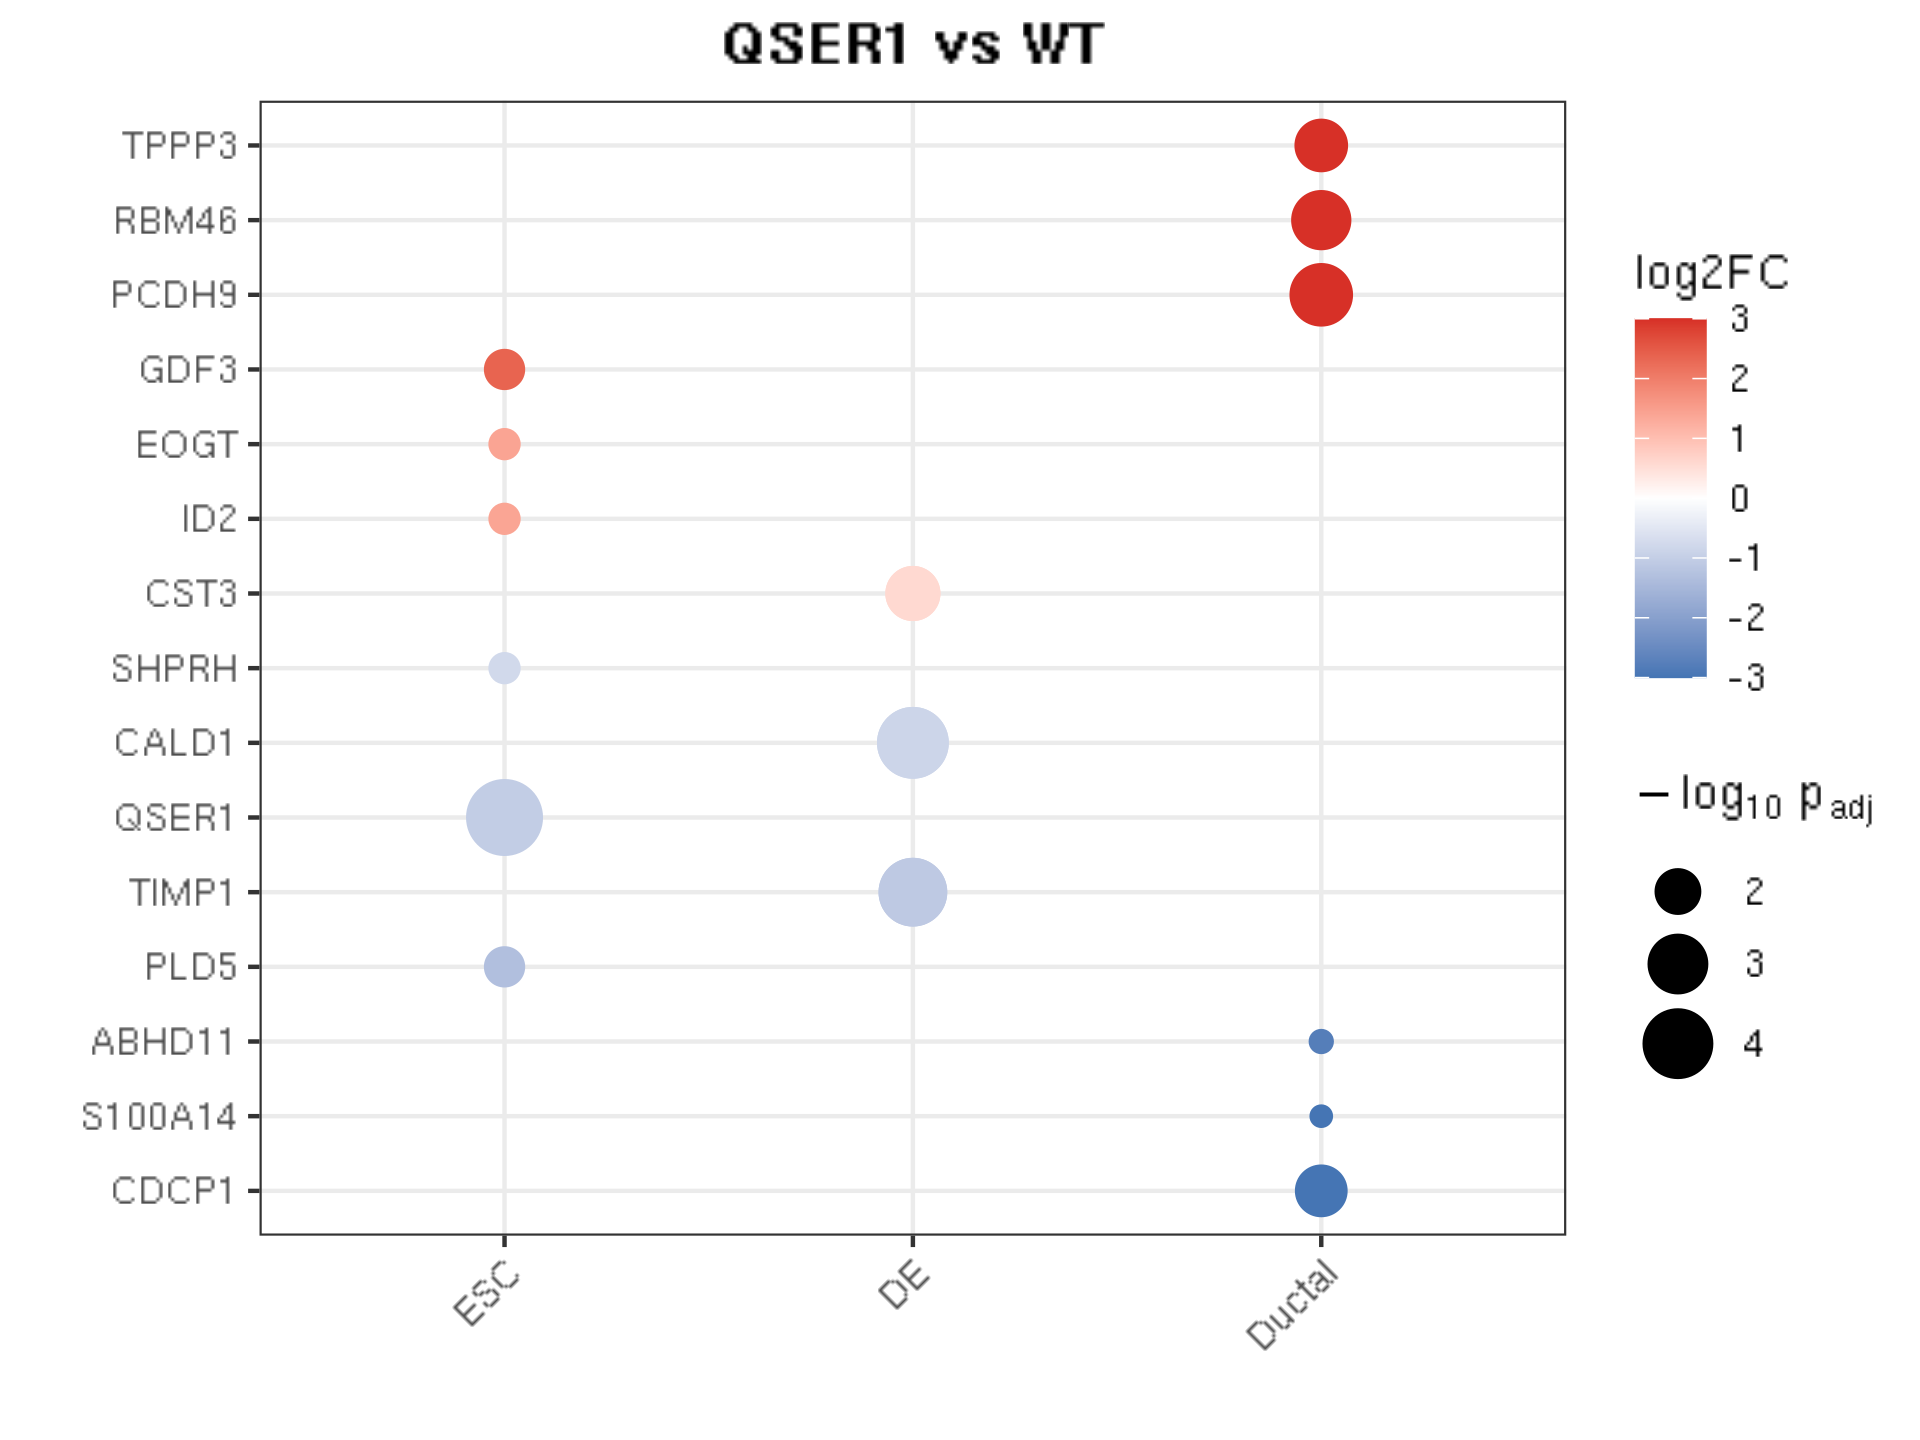 QSER1 vs WT
TPPP3
RBM46
PCDH9
GDF3
EOGT
ID2
CST3
SHPRH
CALD1
QSER1
TIMP1
PLD5
ABHD11
S100A14
CDCP1
ESC
DE
Ductal
log2FC
3
2
1
0
-1
-2
-3
− log10 p adj
2
3
4